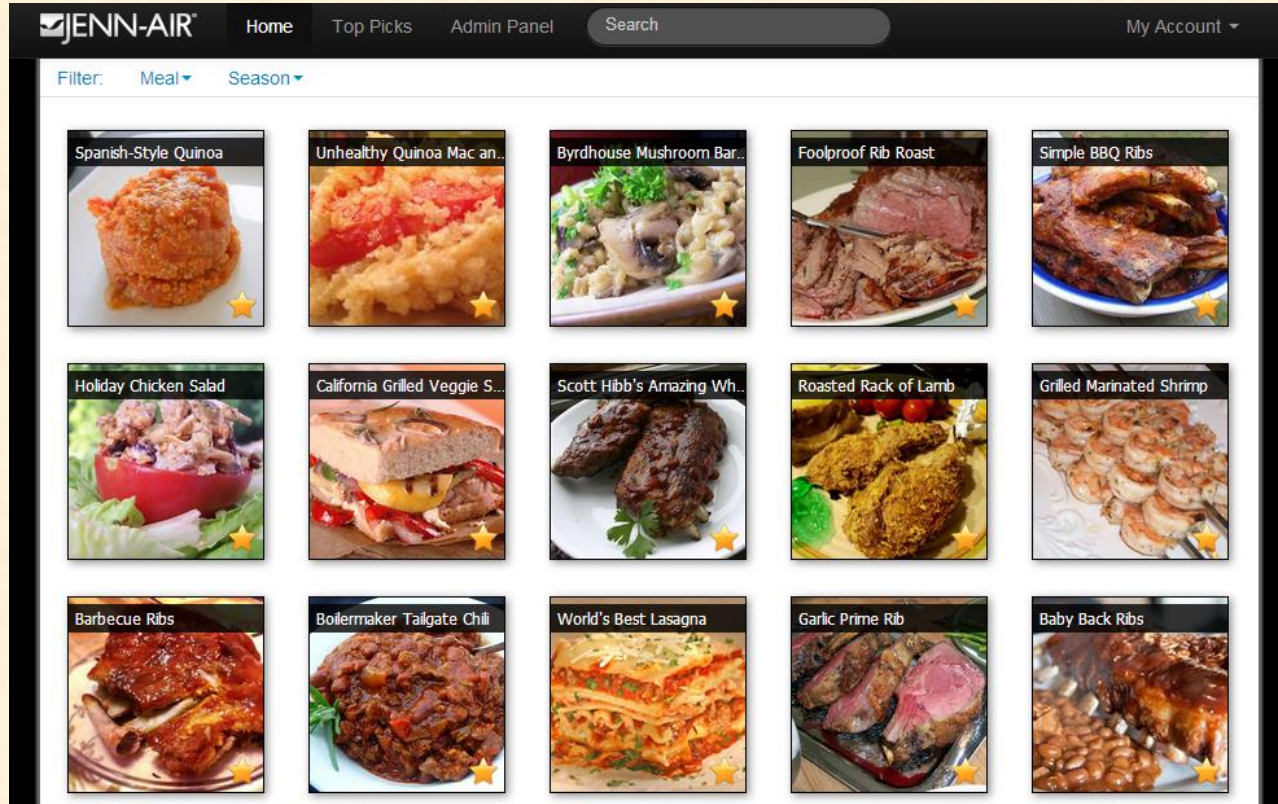 JENN-AIR® Home Top Picks Admin Panel Search My Account
Filter: Meal Season
Spanish-Style Quinoa
Unhealthy Quinoa Mac an..
Byrdhouse Mushroom Bar..
Foolproof Rib Roast
Simple BBQ Ribs
Holiday Chicken Salad
California Grilled Veggie S...
Scott Hibb's Amazing Wh..
Roasted Rack of Lamb
Grilled Marinated Shrimp
Barbecue Ribs
Boilermaker Tailgate Chili
World's Best Lasagna
Garlic Prime Rib
Baby Back Ribs